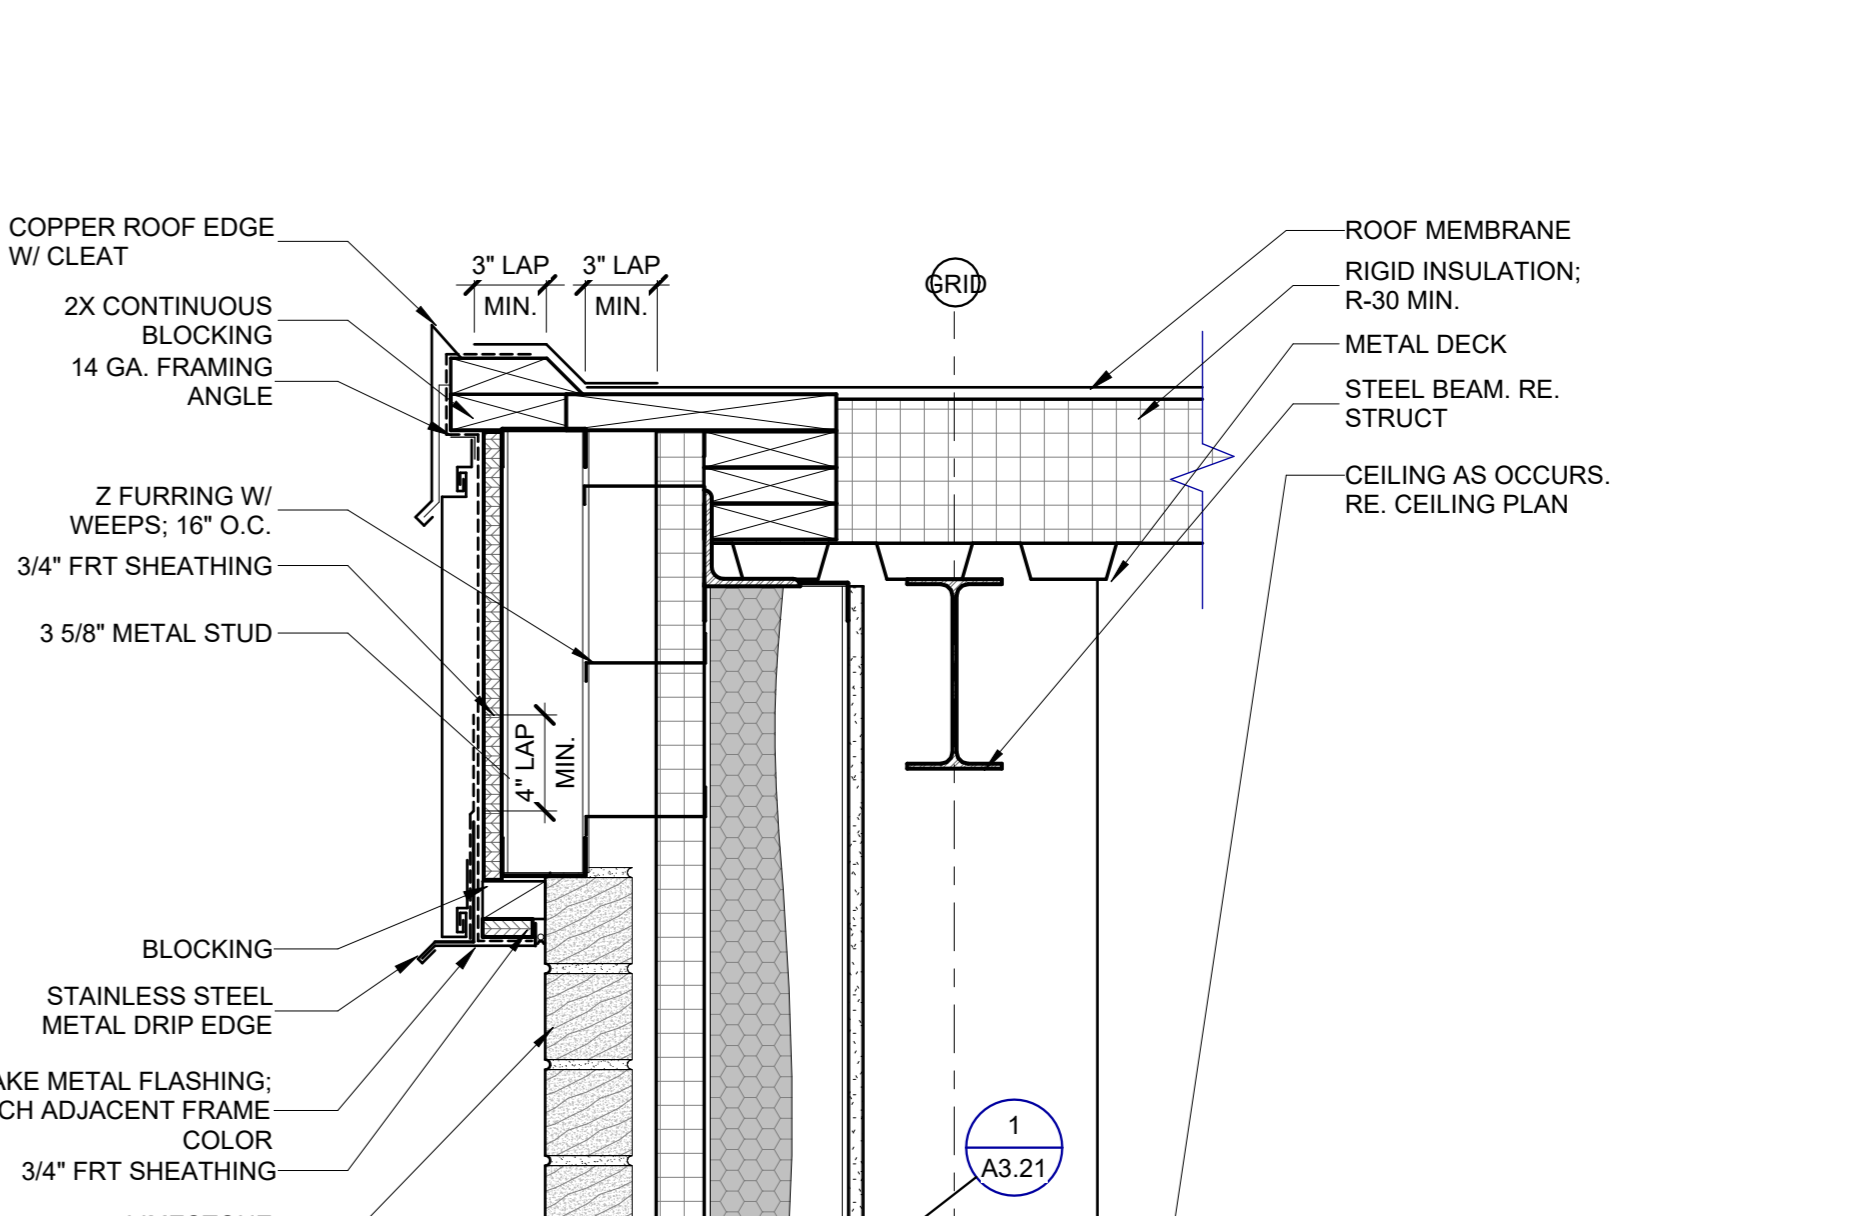 COPPER ROOF EDGE
W/ CLEAT
2X CONTINUOUS
BLOCKING
14 GA. FRAMING
ANGLE
Z FURRING W/
WEEPS; 16" O.C.
3/4" FRT SHEATHING
3 5/8" METAL STUD
BLOCKING
STAINLESS STEEL
METAL DRIP EDGE
METAL FLASHING;
ADJACENT FRAME
COLOR
3/4" FRT SHEATHING
3" LAP
MIN.
3" LAP
MIN.
4" LAP
MIN.
GRID
ROOF MEMBRANE
RIGID INSULATION;
R-30 MIN.
METAL DECK
STEEL BEAM. RE.
STRUCT
CEILING AS OCCURS.
RE. CEILING PLAN
1
A3.21